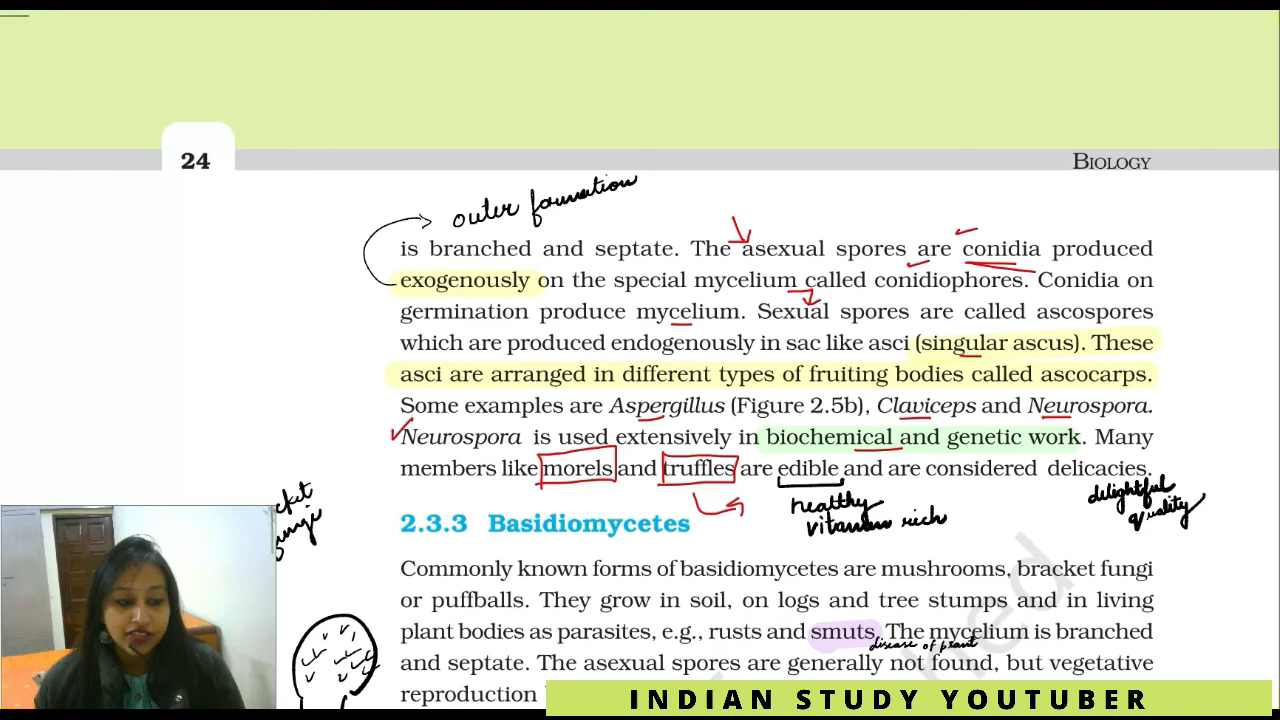 24
BIOLOGY
outer formation
is branched and septate. The asexual spores are conidia produced
exogenously on the special mycelium called conidiophores. Conidia on
germination produce mycelium. Sexual spores are called ascospores
which are produced endogenously in sac like asci (singular ascus). These
asci are arranged in different types of fruiting bodies called ascocarps.
Some examples are Aspergillus (Figure 2.5b), Claviceps and Neurospora.
Neurospora is used extensively in biochemical and genetic work. Many
members like morels and truffles are edible and are considered delicacies.
healthy
vitamin rich
delightful
quality
2.3.3 Basidiomycetes
Commonly known forms of basidiomycetes are mushrooms, bracket fungi
or puffballs. They grow in soil, on logs and tree stumps and in living
plant bodies as parasites, e.g., rusts and smuts. The mycelium is branched
disease of plant
and septate. The asexual spores are generally not found, but vegetative
reproduction
INDIAN STUDY YOUTUBER